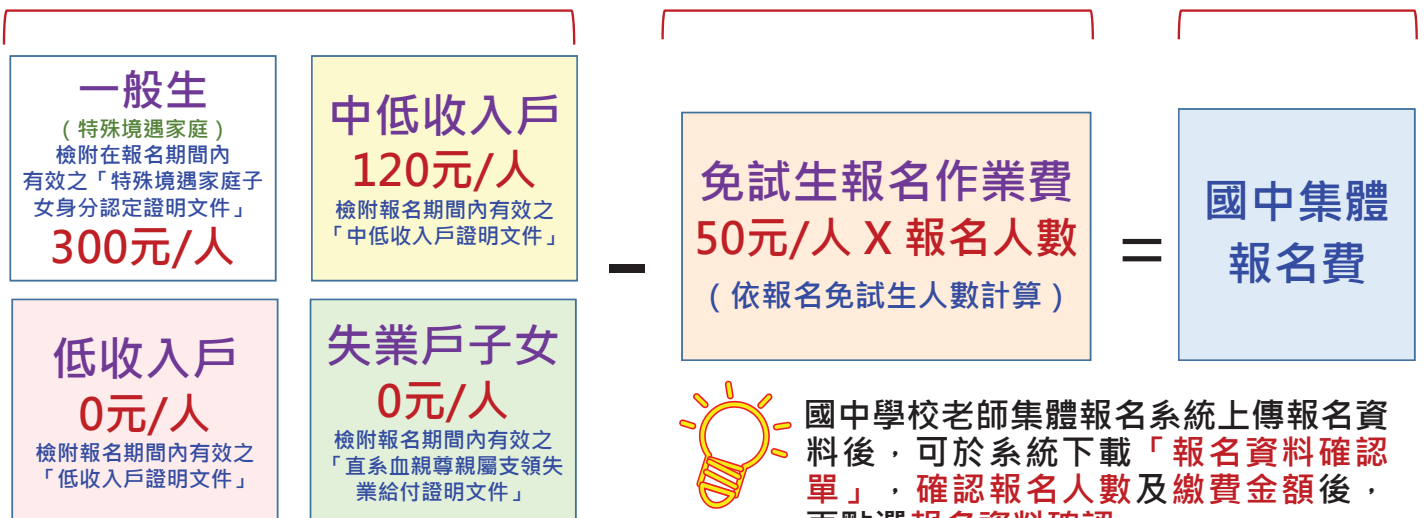 一般生
（特殊境遇家庭）
檢附在報名期間內
有效之「特殊境遇家庭子
女身分認定證明文件」
300元/人
中低收入戶
120元/人
檢附報名期間內有效之
「中低收入戶證明文件」
低收入戶
0元/人
檢附報名期間內有效之
「低收入戶證明文件」
失業戶子女
0元/人
檢附報名期間內有效之
「直系血親尊親屬支領失
業給付證明文件」
-
免試生報名作業費
50元/人 X 報名人數
（依報名免試生人數計算）
=
國中集體
報名費
國中學校老師集體報名系統上傳報名資
料後，可於系統下載「報名資料確認
單」，確認報名人數及繳費金額後，
再點選報名資料確認